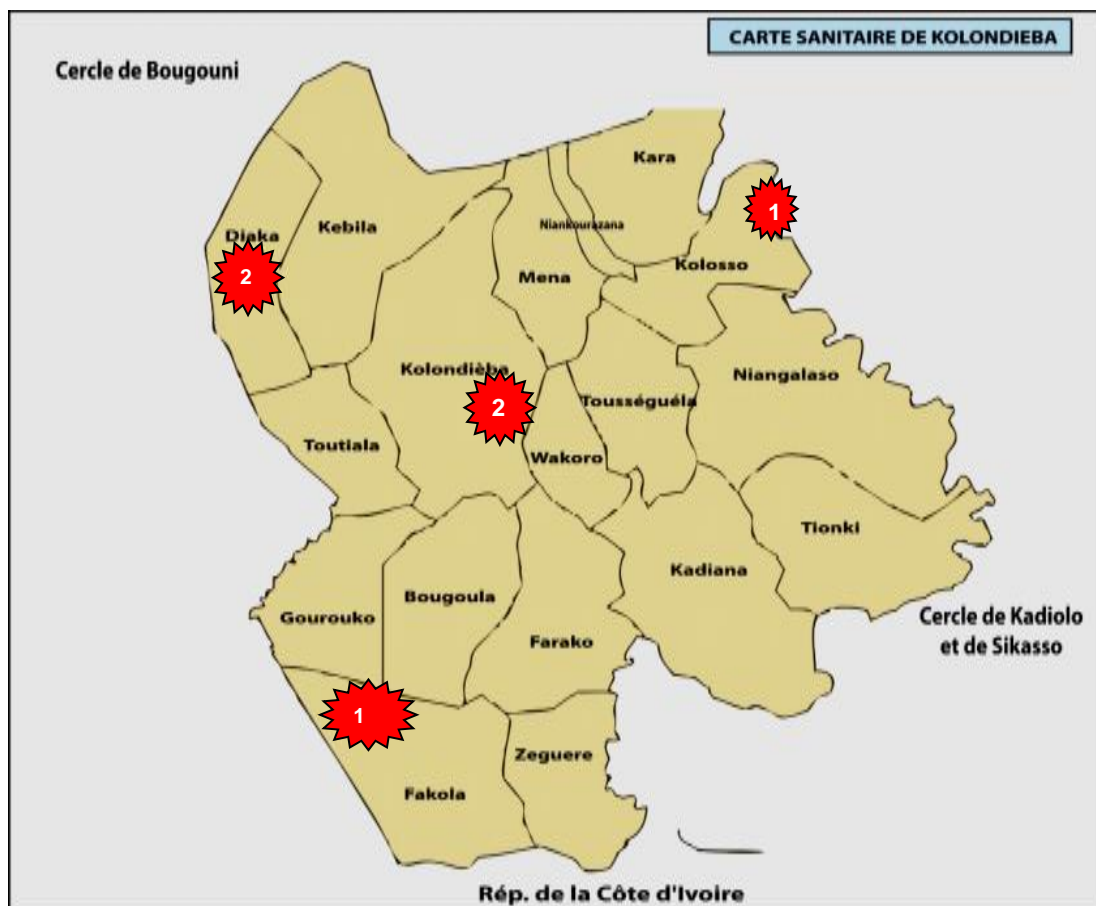 CARTE SANITAIRE DE KOLONDIEBA
Cercle de Bougouni
Kara
1
Djaka
Kebila
Niankourazana
Kolosso
2
Mena
Kolondièba
Niangalaso
2
Tousséguéla
Toutiala
Wakoro
Tionki
Kadiana
Bougoula
Gourouko
Cercle de Kadiolo
et de Sikasso
Farako
1
Zeguere
Fakola
Rép. de la Côte d'Ivoire